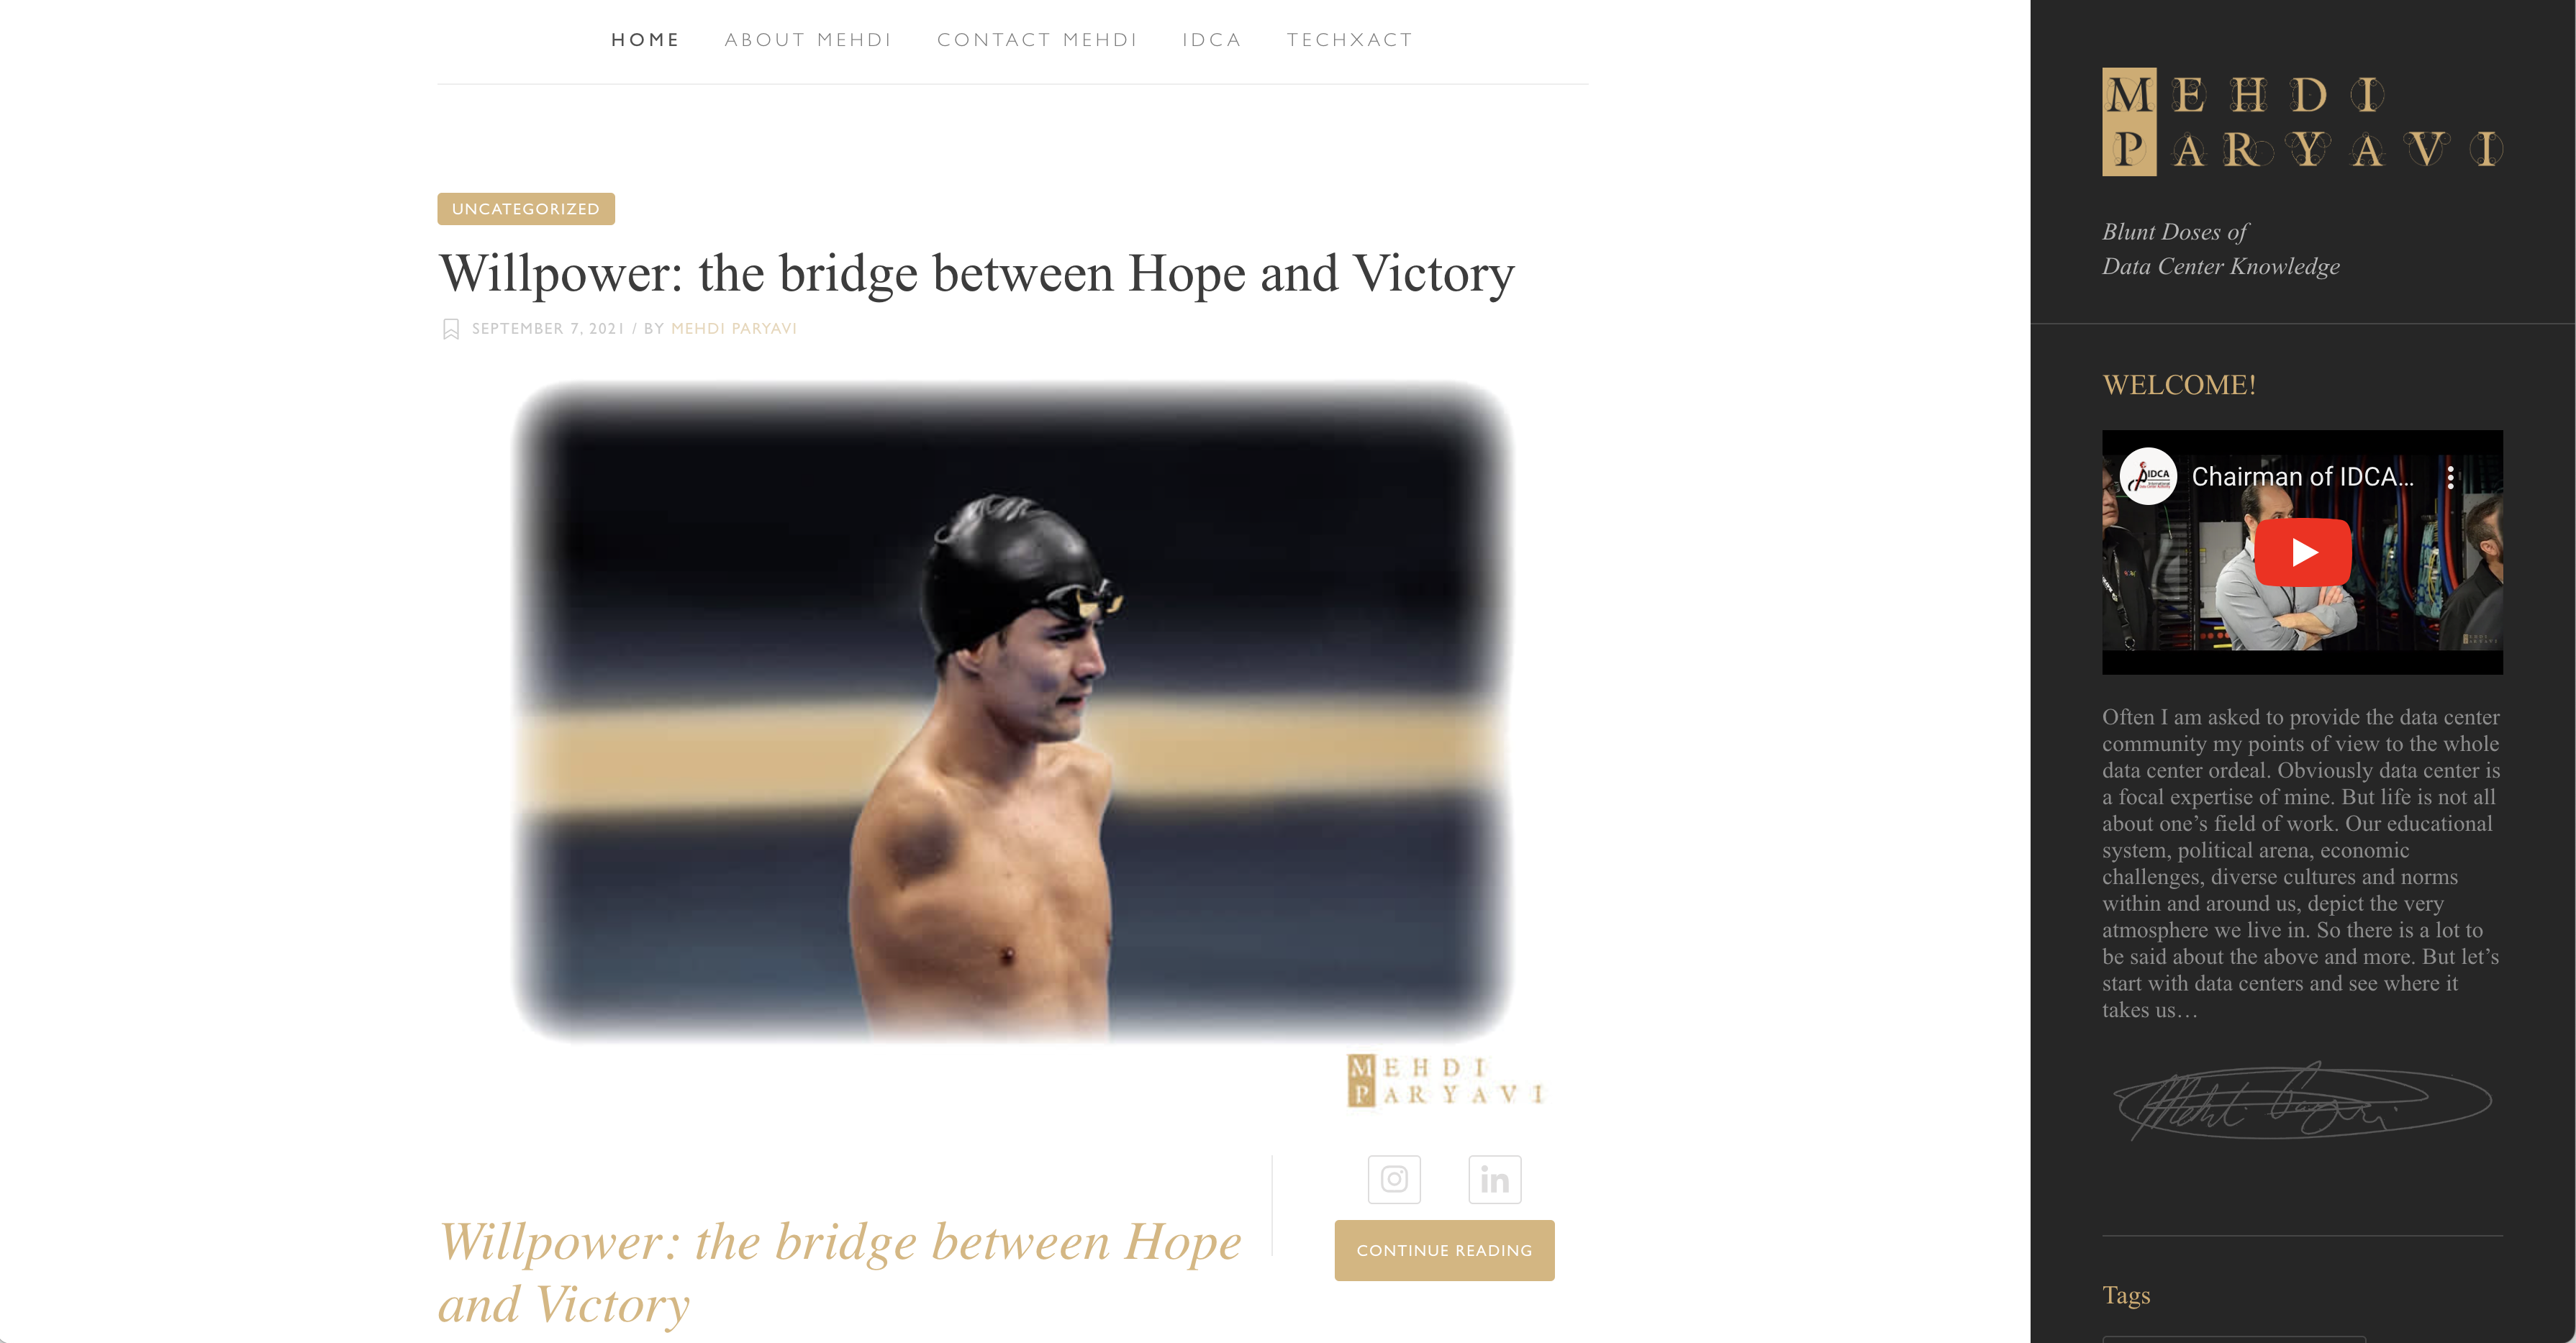 HOME ABOUT MEHDI CONTACT MEHDI IDCA TECHXACT
UNCATEGORIZED
Willpower: the bridge between Hope and Victory
SEPTEMBER 7, 2021 / BY MEHDI PARYAVI
MEHDI
PARYAVI
CONTINUE READING
Willpower: the bridge between Hope
and Victory
MEHDI
PARYAVI
Blunt Doses of
Data Center Knowledge
WELCOME!
IDCA
Chairman of IDCA...
Often I am asked to provide the data center
community my points of view to the whole
data center ordeal. Obviously data center is
a focal expertise of mine. But life is not all
about one’s field of work. Our educational
system, political arena, economic
challenges, diverse cultures and norms
within and around us, depict the very
atmosphere we live in. So there is a lot to
be said about the above and more. But let’s
start with data centers and see where it
takes us…
Tags